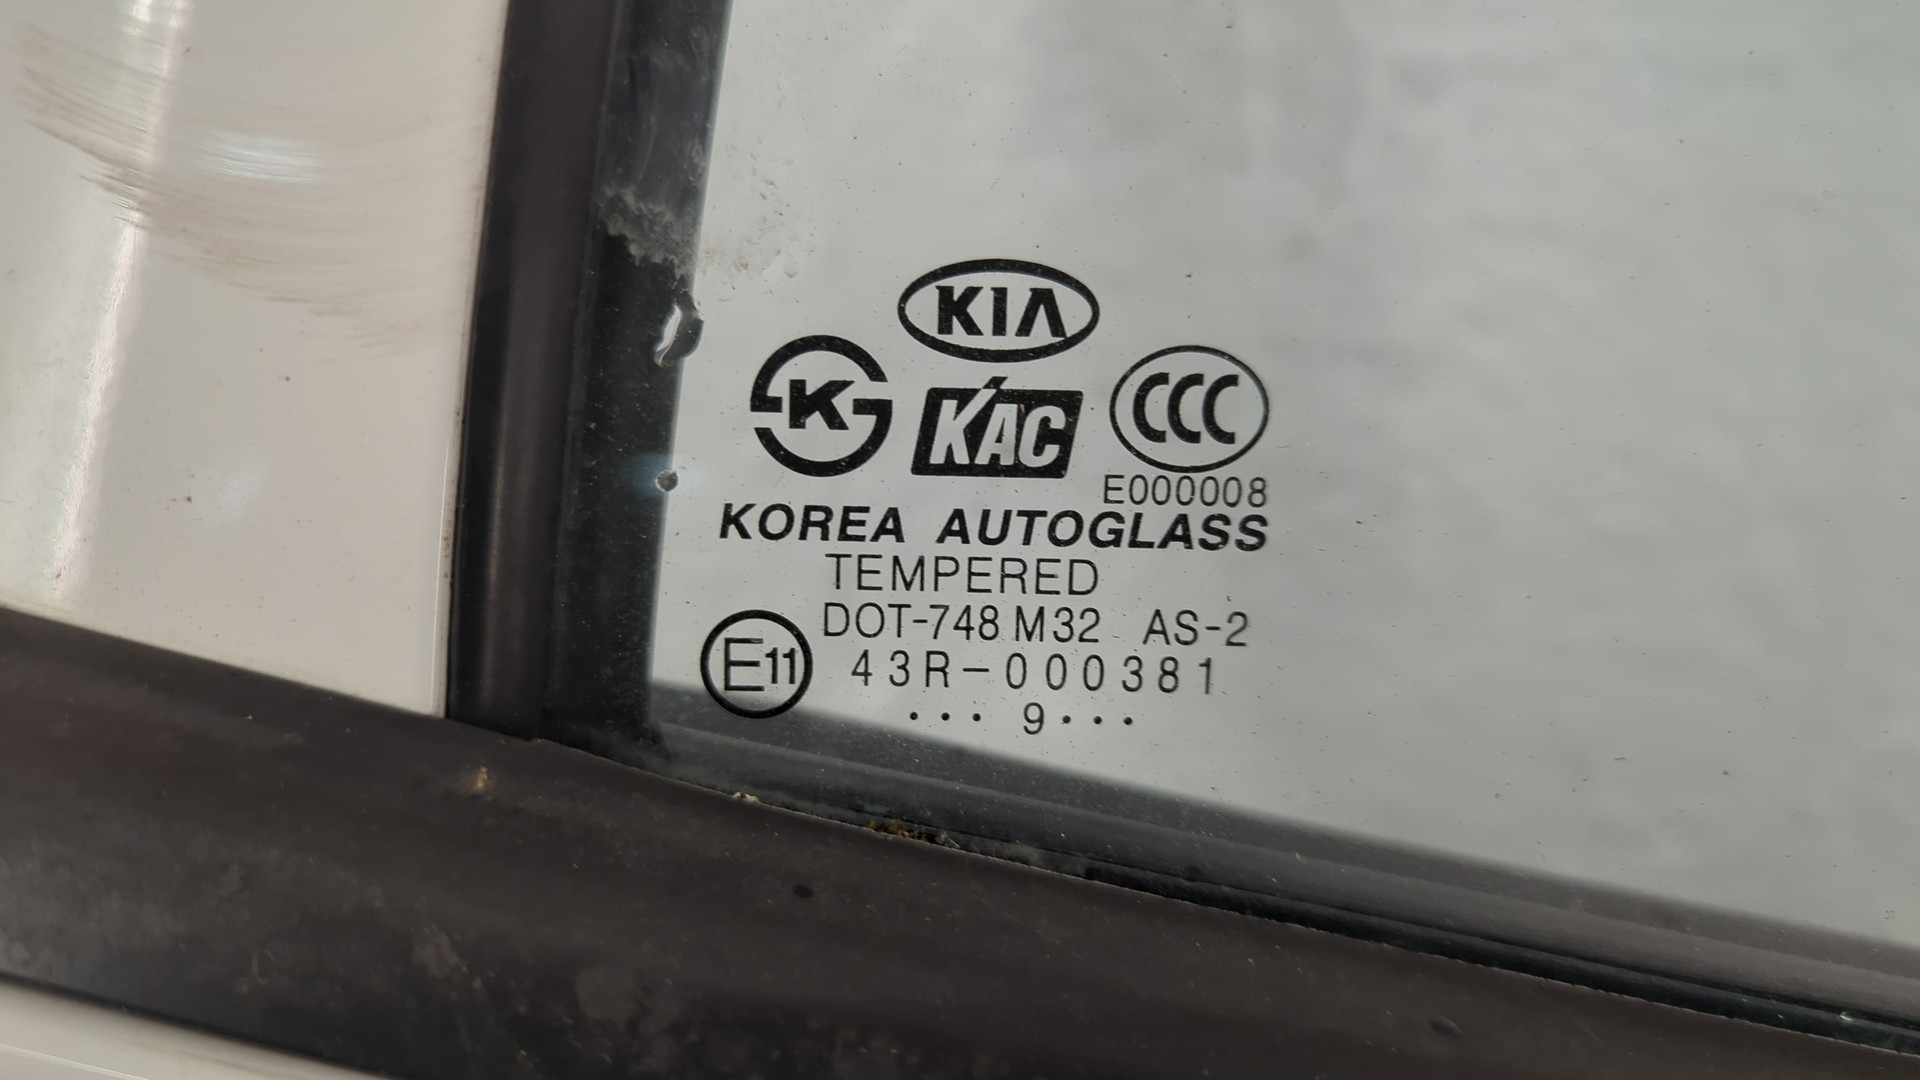 KIA
K
KAC
CCC
E000008
KOREA AUTOGLASS
TEMPERED
DOT-748 M32 AS-2
E11 43R-000381
... 9 ...